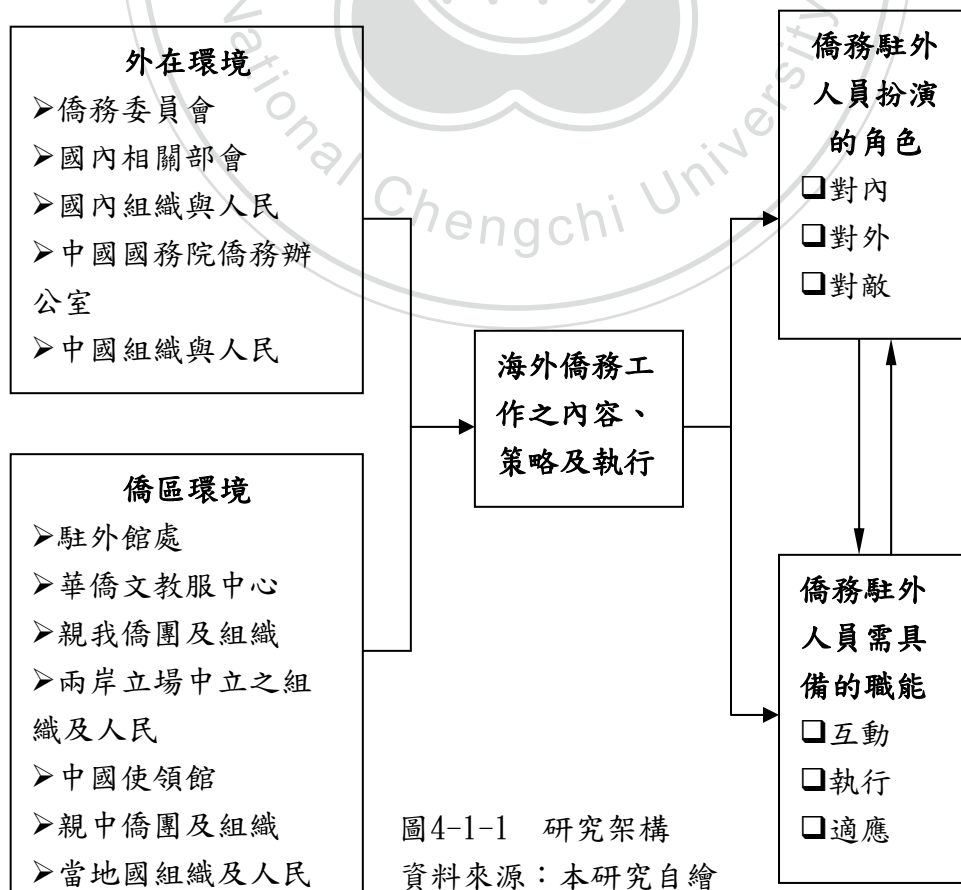 外在環境
➢僑務委員會
➢國內相關部會
➢國內組織與人民
➢中國國務院僑務辦
公室
➢中國組織與人民
僑區環境
➢駐外館處
➢華僑文教服中心
➢親我僑團及組織
➢兩岸立場中立之組
織及人民
➢中國使領館
➢親中僑團及組織
➢當地國組織及人民
海外僑務工
作之內容、
策略及執行
僑務駐外
人員扮演
的角色
❑對內
❑對外
❑對敵
僑務駐外
人員需具
備的職能
❑互動
❑執行
❑適應
圖4-1-1 研究架構
資料來源：本研究自繪
National Chengchi University